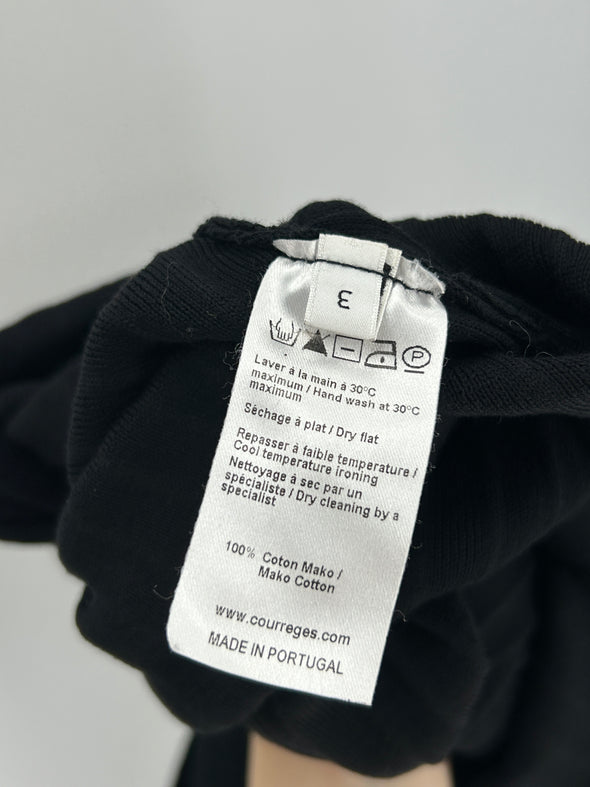 3
P
Laver à la main à 30°C
maximum / Hand wash at 30°C
maximum
Séchage à plat / Dry flat
Repasser à faible temperature /
Cool temperature ironing
Nettoyage à sec par un
spécialiste / Dry cleaning by a
specialist
100% Coton Mako /
Mako Cotton
www.courreges.com
MADE IN PORTUGAL